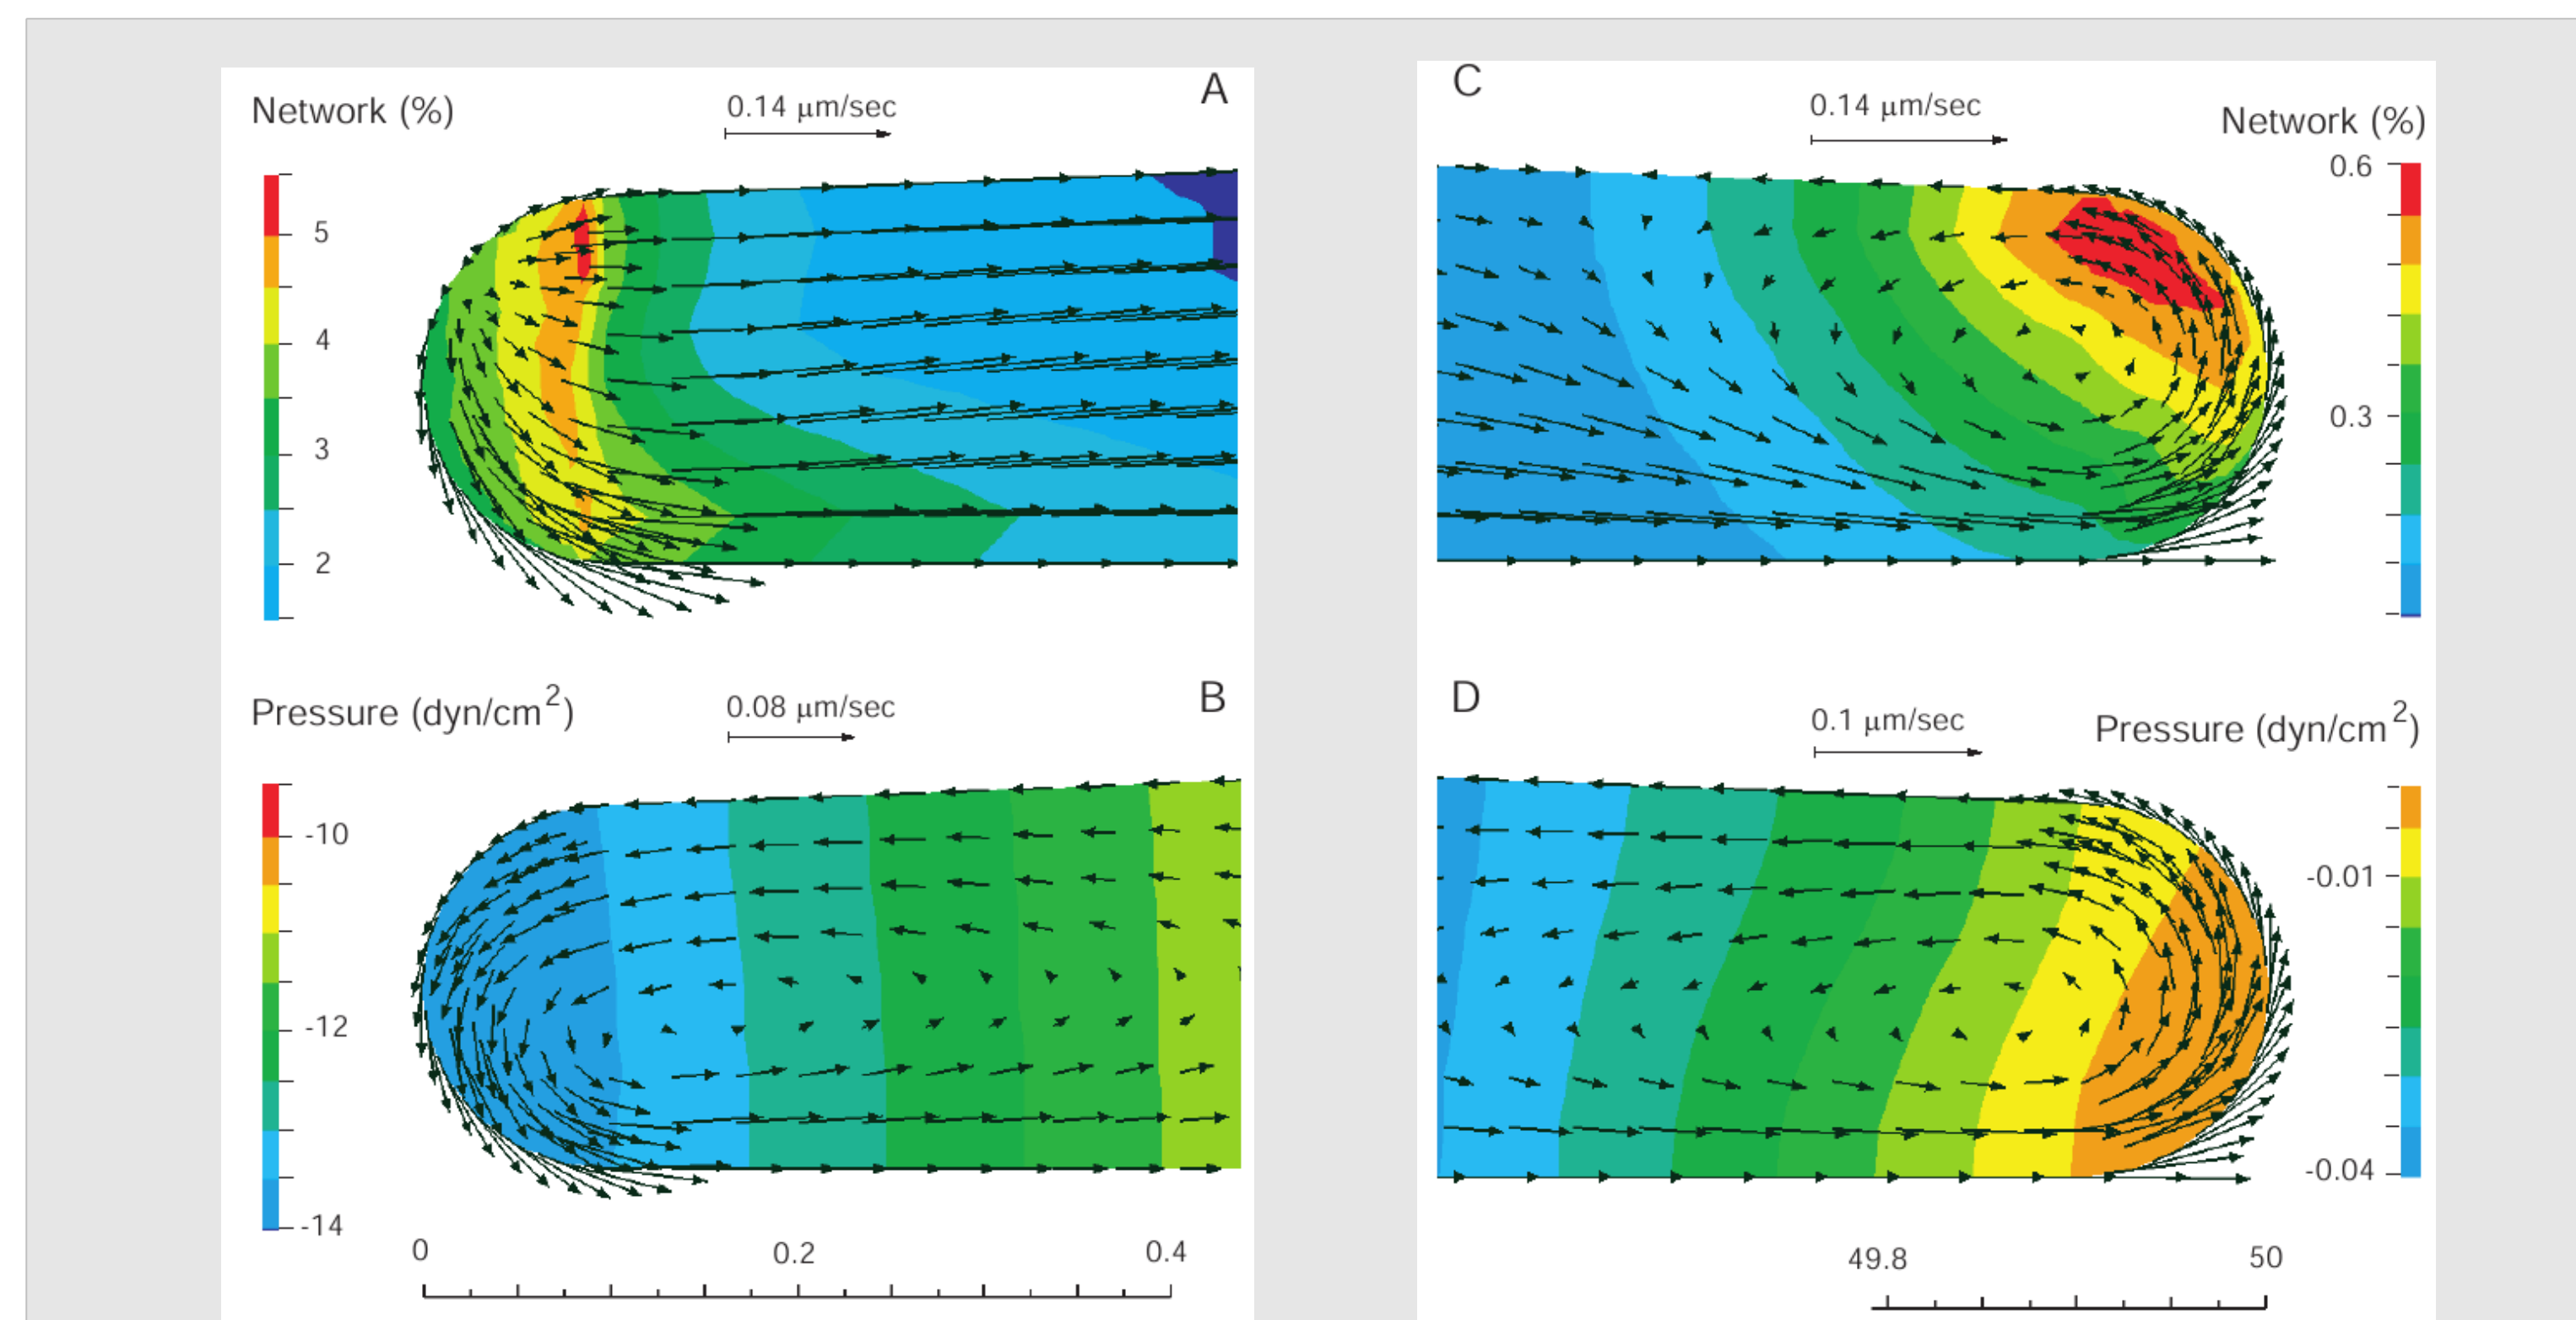 A
Network (%)
0.14 μm/sec
5
4
3
2
B
Pressure (dyn/cm²)
0.08 μm/sec
-10
-12
-14
0 0.2 0.4
C
0.14 μm/sec
Network (%)
0.6
0.3
D
0.1 μm/sec
Pressure (dyn/cm²)
-0.01
-0.04
49.8 50